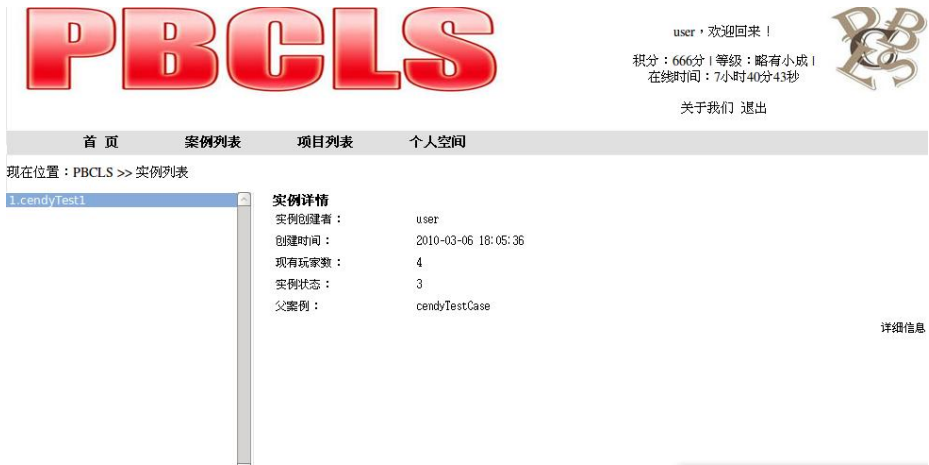 PBCLS
user，欢迎回来！
积分：666分 | 等级：略有小成 |
在线时间：7小时40分43秒
关于我们 退出
首 页 案例列表 项目列表 个人空间
现在位置：PBCLS >> 实例列表
1.cendyTest1
实例详情
实例创建者： user
创建时间： 2010-03-06 18:05:36
现有玩家数： 4
实例状态： 3
父案例： cendyTestCase
详细信息